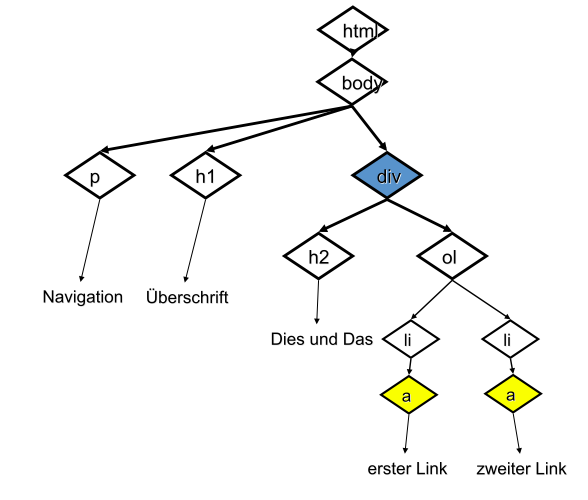 html
body
p
h1
div
h2
ol
Navigation
Überschrift
Dies und Das
li
li
a
a
erster Link
zweiter Link